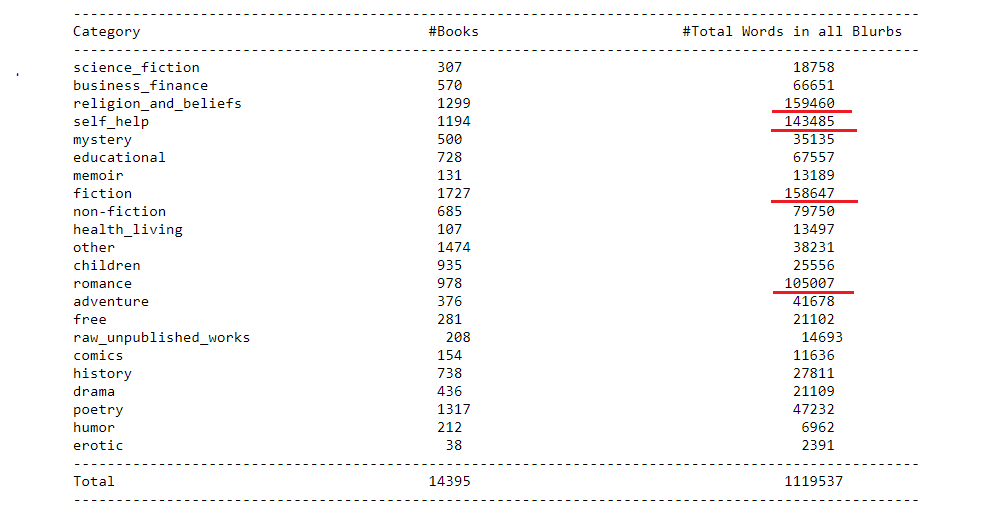 Category #Books #Total Words in all Blurbs
science_fiction 307 18758
business_finance 570 66651
religion_and_beliefs 1299 159460
self_help 1194 143485
mystery 500 35135
educational 728 67557
memoir 131 13189
fiction 1727 158647
non-fiction 685 79750
health_living 107 13497
other 1474 38231
children 935 25556
romance 978 105007
adventure 376 41678
free 281 21102
raw_unpublished_works 208 14693
comics 154 11636
history 738 27811
drama 436 21109
poetry 1317 47232
humor 212 6962
erotic 38 2391
Total 14395 1119537